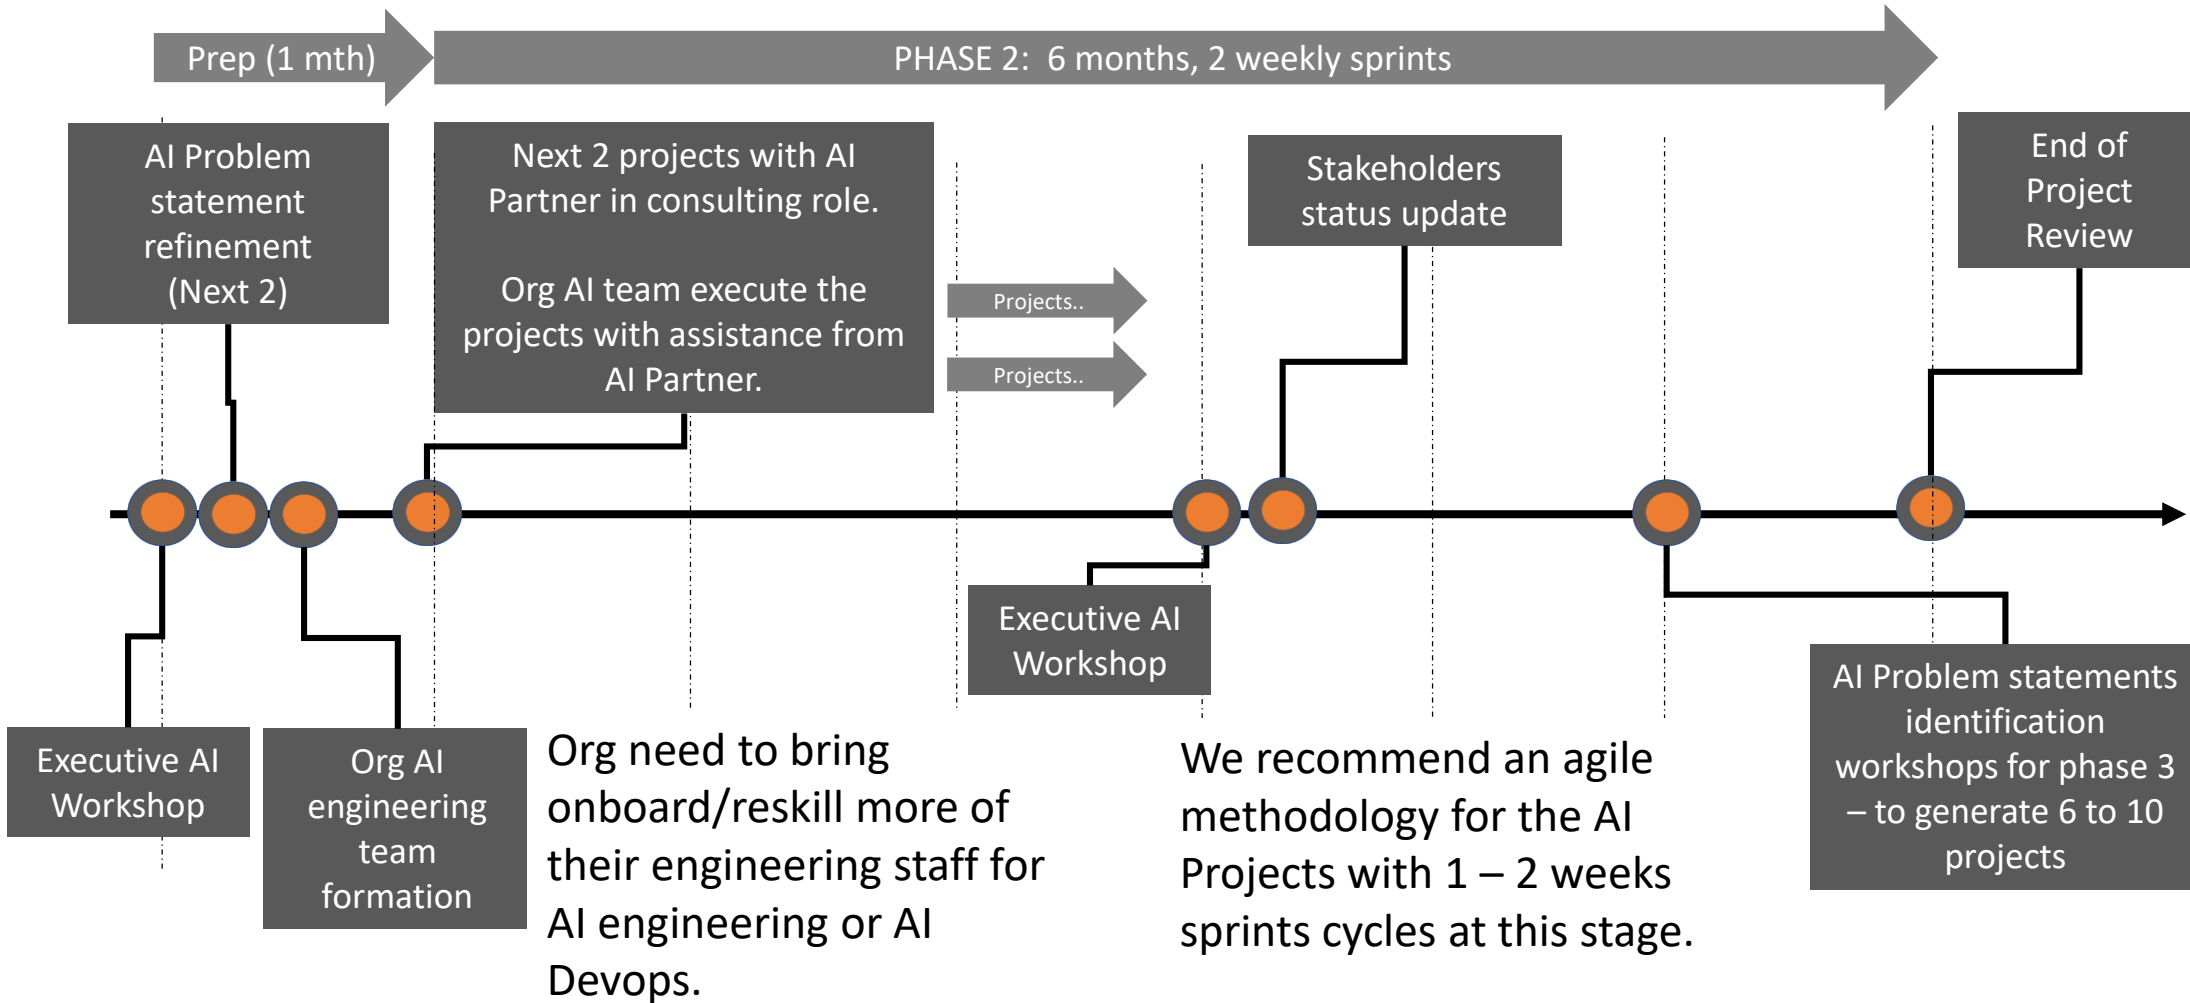 Prep (1 mth)
PHASE 2:  6 months, 2 weekly sprints
AI Problem
statement
refinement
(Next 2)
Next 2 projects with AI
Partner in consulting role.
Org AI team execute the
projects with assistance from
AI Partner.
Projects..
Projects..
Stakeholders
status update
End of
Project
Review
Executive AI
Workshop
Org AI
engineering
team
formation
Org need to bring
onboard/reskill more of
their engineering staff for
AI engineering or AI
Devops.
Executive AI
Workshop
We recommend an agile
methodology for the AI
Projects with 1 – 2 weeks
sprints cycles at this stage.
AI Problem statements
identification
workshops for phase 3
– to generate 6 to 10
projects